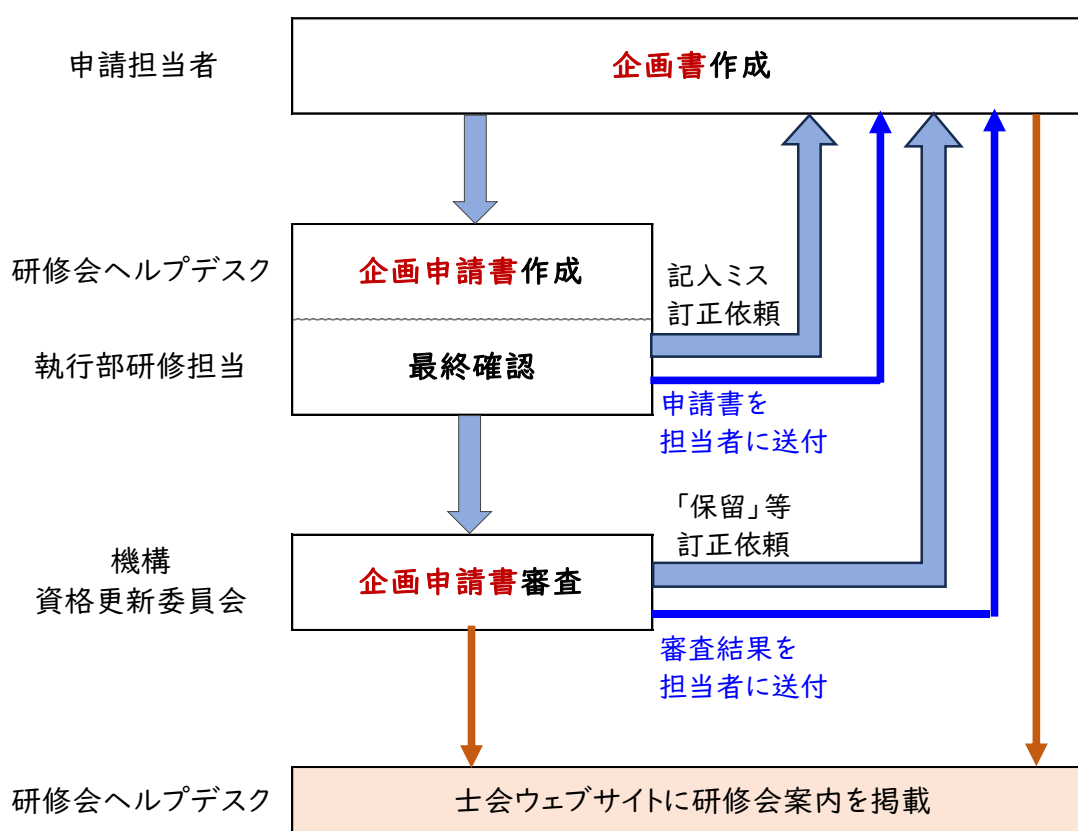 申請担当者
企画書作成
研修会ヘルプデスク
企画申請書作成
記入ミス
訂正依頼
執行部研修担当
最終確認
申請書を
担当者に送付
「保留」等
訂正依頼
機構
資格更新委員会
企画申請書審査
審査結果を
担当者に送付
研修会ヘルプデスク
士会ウェブサイトに研修会案内を掲載